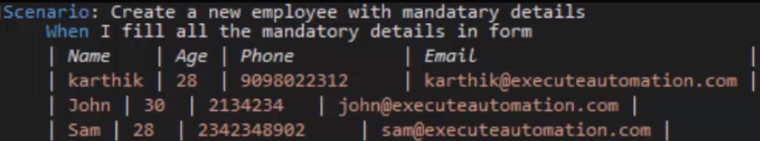 Scenario: Create a new employee with mandatary details
When I fill all the mandatory details in form
| Name | Age | Phone | Email |
| karthik | 28 | 9098022312 | karthik@executeautomation.com |
| John | 30 | 2134234 | john@executeautomation.com |
| Sam | 28 | 2342348902 | sam@executeautomation.com |